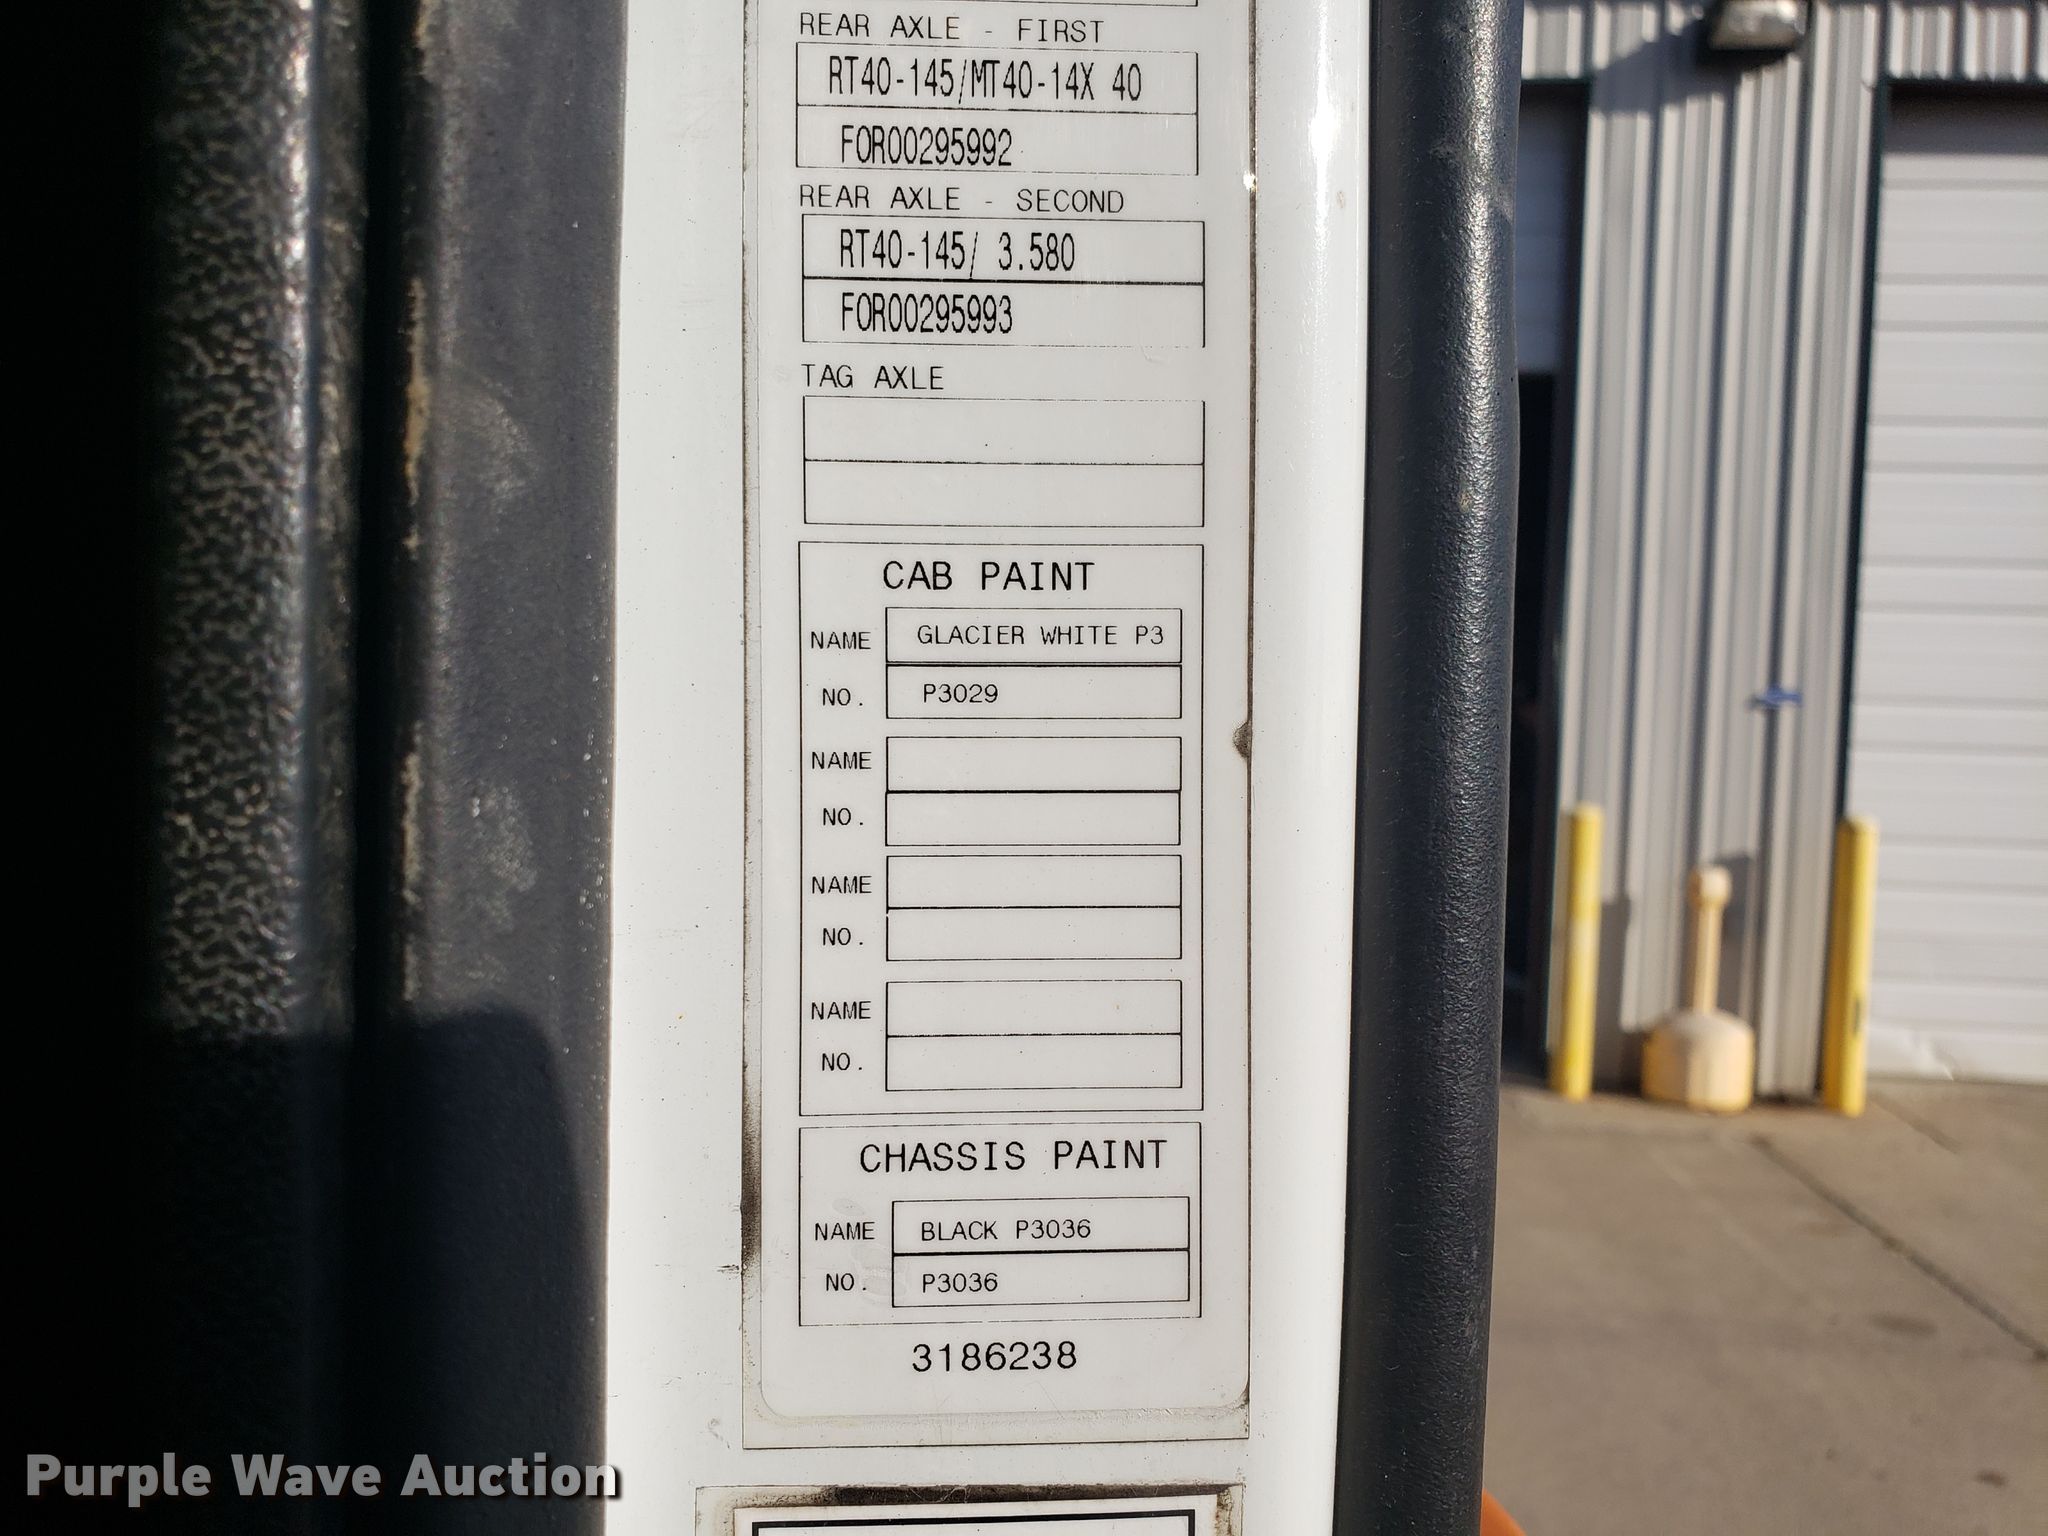 REAR AXLE - FIRST
RT40-145/MT40-14X 40
FOR00295992
REAR AXLE - SECOND
RT40-145/ 3.580
FOR00295993
TAG AXLE
CAB PAINT
NAME GLACIER WHITE P3
NO. P3029
NAME
NO.
NAME
NO.
NAME
NO.
CHASSIS PAINT
NAME BLACK P3036
NO. P3036
3186238
Purple Wave Auction